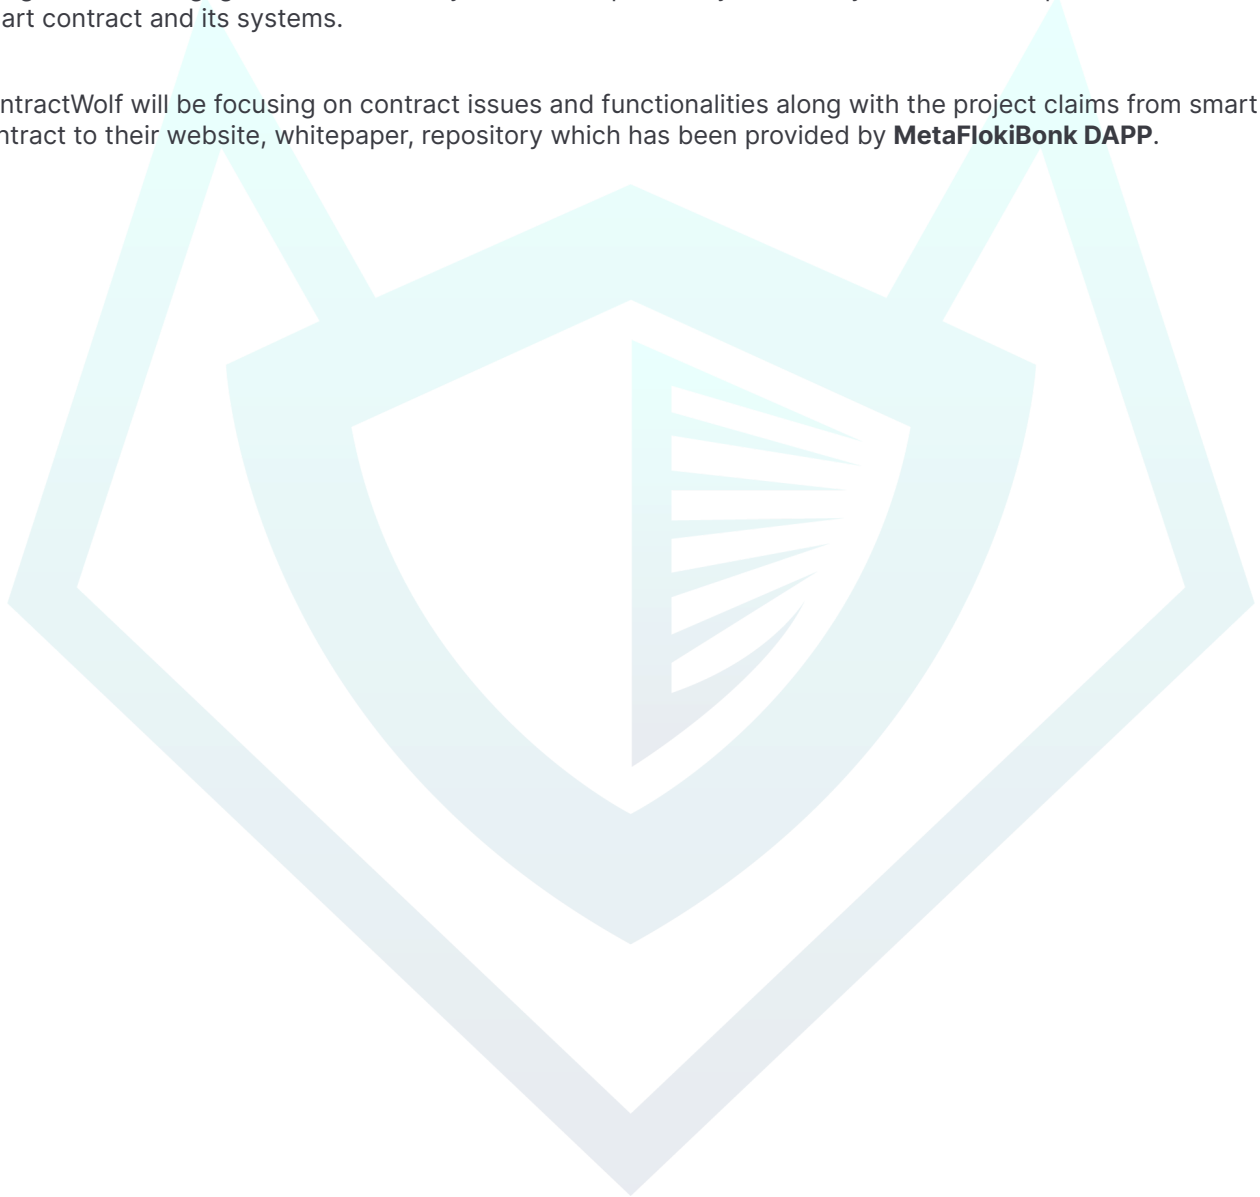 art contract and its systems.
ntractWolf will be focusing on contract issues and functionalities along with the project claims from smart
ntract to their website, whitepaper, repository which has been provided by MetaFlokiBonk DAPP.